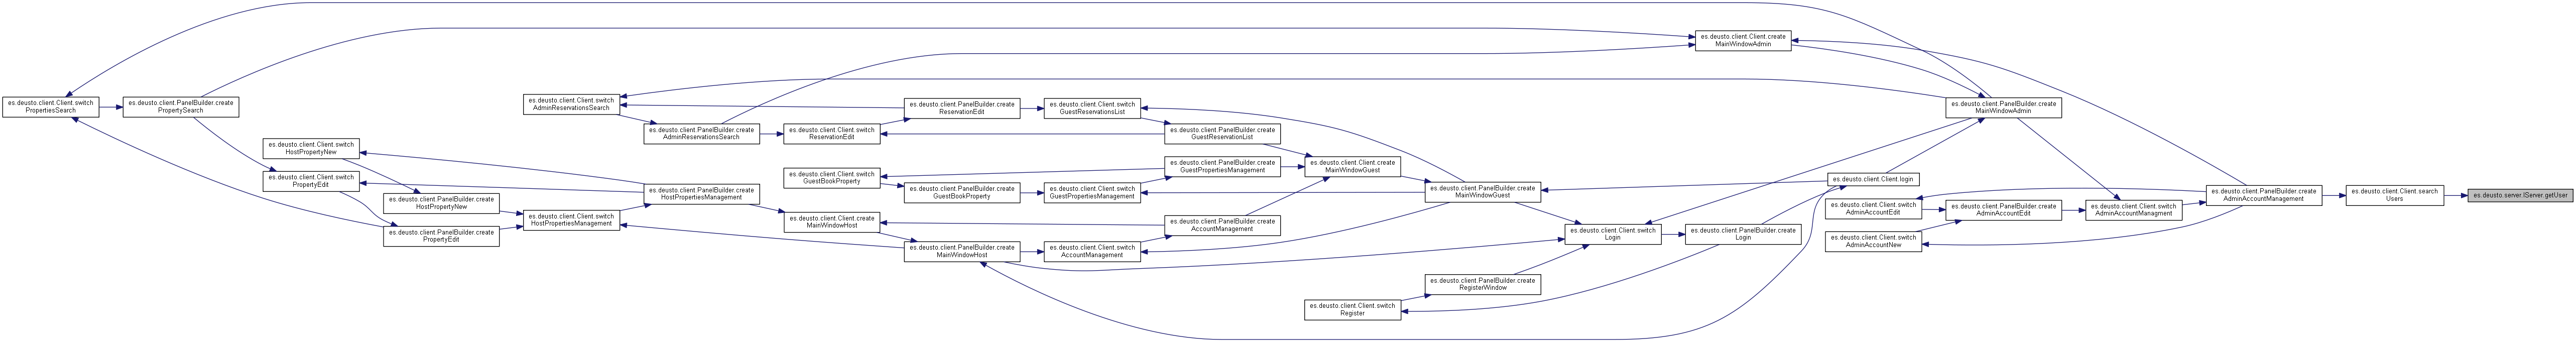 es.deusto.client.Client.switch
PropertiesSearch
es.deusto.client.PanelBuilder.create
PropertySearch
es.deusto.client.Client.switch
HostPropertyNew
es.deusto.client.Client.switch
PropertyEdit
es.deusto.client.PanelBuilder.create
HostPropertyNew
es.deusto.client.PanelBuilder.create
PropertyEdit
es.deusto.client.Client.switch
AdminReservationsSearch
es.deusto.client.Client.switch
HostPropertiesManagement
es.deusto.client.PanelBuilder.create
AdminReservationsSearch
es.deusto.client.PanelBuilder.create
HostPropertiesManagement
es.deusto.client.Client.switch
ReservationEdit
es.deusto.client.Client.switch
GuestBookProperty
es.deusto.client.Client.create
MainWindowHost
es.deusto.client.PanelBuilder.create
ReservationEdit
es.deusto.client.PanelBuilder.create
GuestBookProperty
es.deusto.client.PanelBuilder.create
MainWindowHost
es.deusto.client.Client.switch
GuestReservationsList
es.deusto.client.Client.switch
GuestPropertiesManagement
es.deusto.client.Client.switch
AccountManagement
es.deusto.client.PanelBuilder.create
GuestReservationList
es.deusto.client.PanelBuilder.create
GuestPropertiesManagement
es.deusto.client.PanelBuilder.create
AccountManagement
es.deusto.client.Client.create
MainWindowGuest
es.deusto.client.Client.switch
Register
es.deusto.client.PanelBuilder.create
MainWindowGuest
es.deusto.client.PanelBuilder.create
RegisterWindow
es.deusto.client.Client.switch
Login
es.deusto.client.Client.create
MainWindowAdmin
es.deusto.client.PanelBuilder.create
Login
es.deusto.client.Client.login
es.deusto.client.Client.switch
AdminAccountEdit
es.deusto.client.Client.switch
AdminAccountNew
es.deusto.client.PanelBuilder.create
MainWindowAdmin
es.deusto.client.PanelBuilder.create
AdminAccountEdit
es.deusto.client.Client.switch
AdminAccountManagment
es.deusto.client.PanelBuilder.create
AdminAccountManagement
es.deusto.client.Client.search
Users
es.deusto.server.IServer.getUser